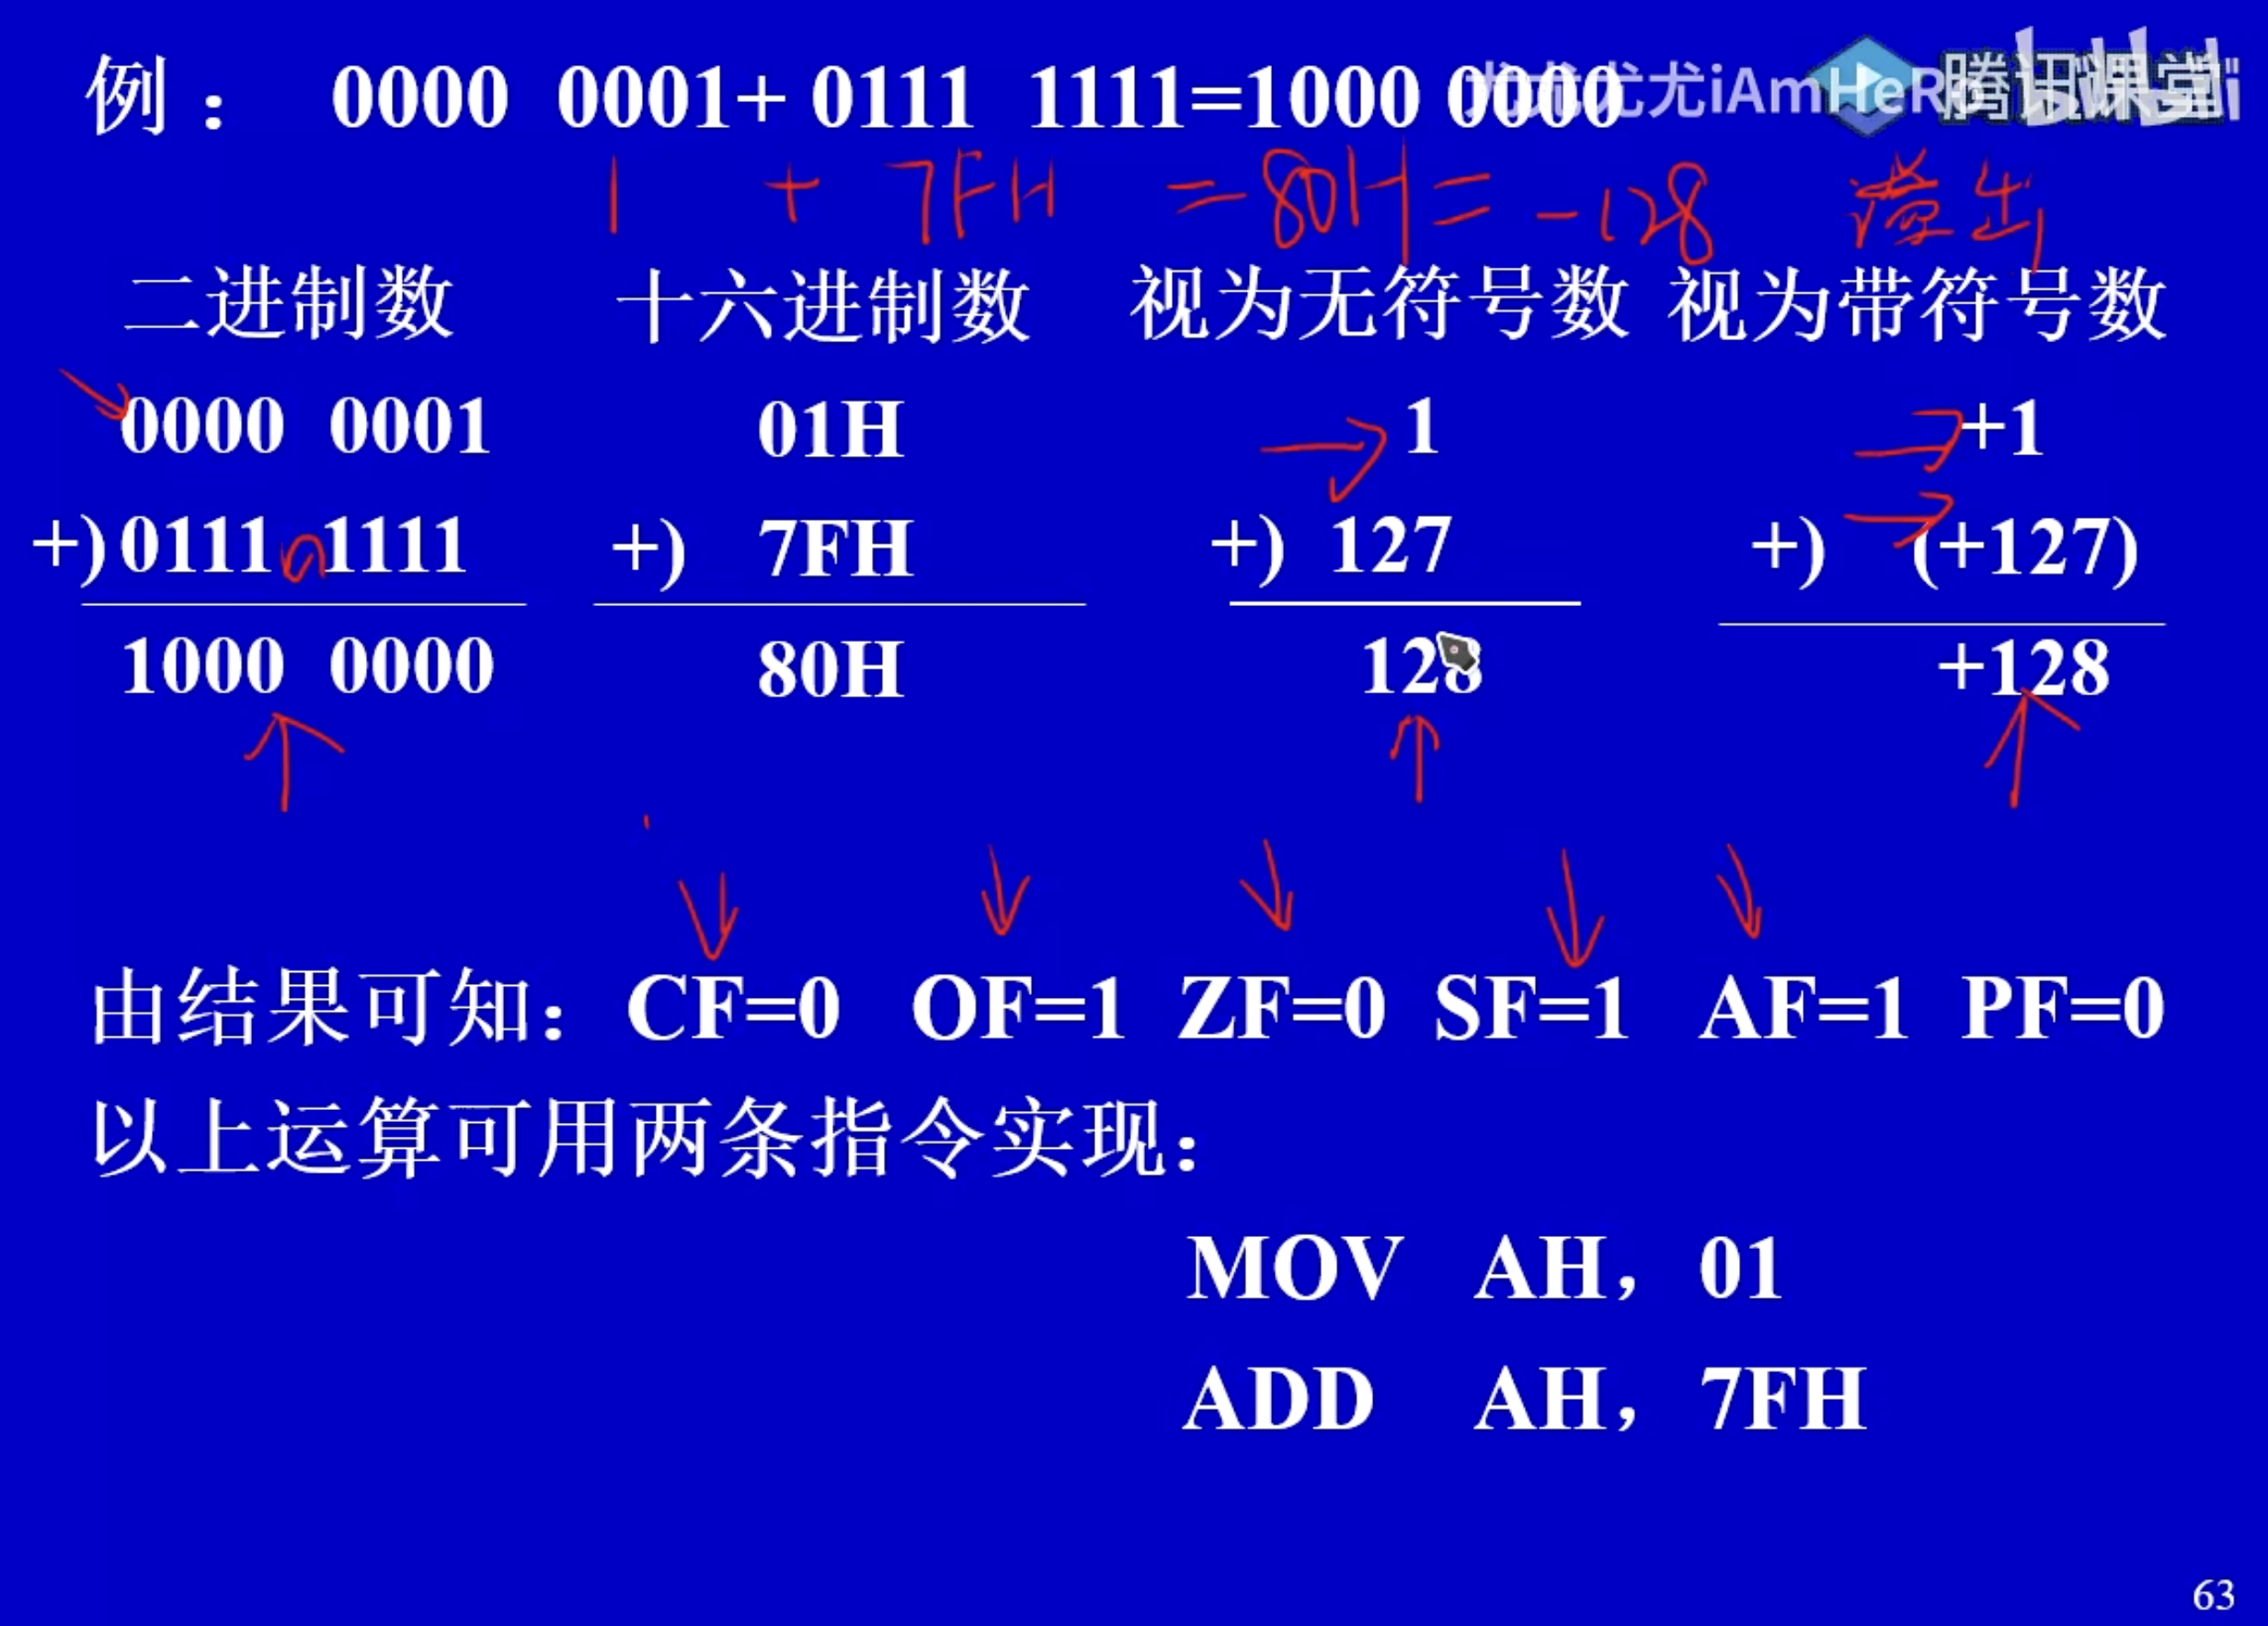 例： 0000 0001+ 0111 1111=1000 0000
尤尤尤尤iAmHeRo 腾讯课堂 bilibili
1 + 7FH = 80H = -128 溢出
二进制数 十六进制数 视为无符号数 视为带符号数
0000 0001 01H 1 +1
+) 0111 1111 +) 7FH +) 127 +) (+127)
1000 0000 80H 128 +128
由结果可知： CF=0 OF=1 ZF=0 SF=1 AF=1 PF=0
以上运算可用两条指令实现：
MOV AH， 01
ADD AH， 7FH
63